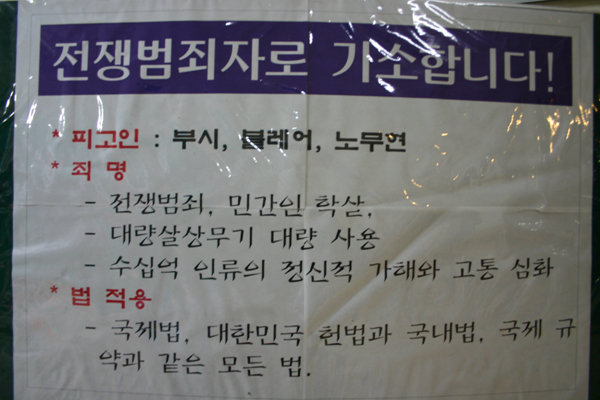 전쟁범죄자로 기소합니다!
* 피고인 : 부시, 블레어, 노무현
* 죄 명
- 전쟁범죄, 민간인 학살,
- 대량살상무기 대량 사용
- 수십억 인류의 정신적 가해와 고통 심화
* 법 적용
- 국제법, 대한민국 헌법과 국내법, 국제 규
약과 같은 모든 법.